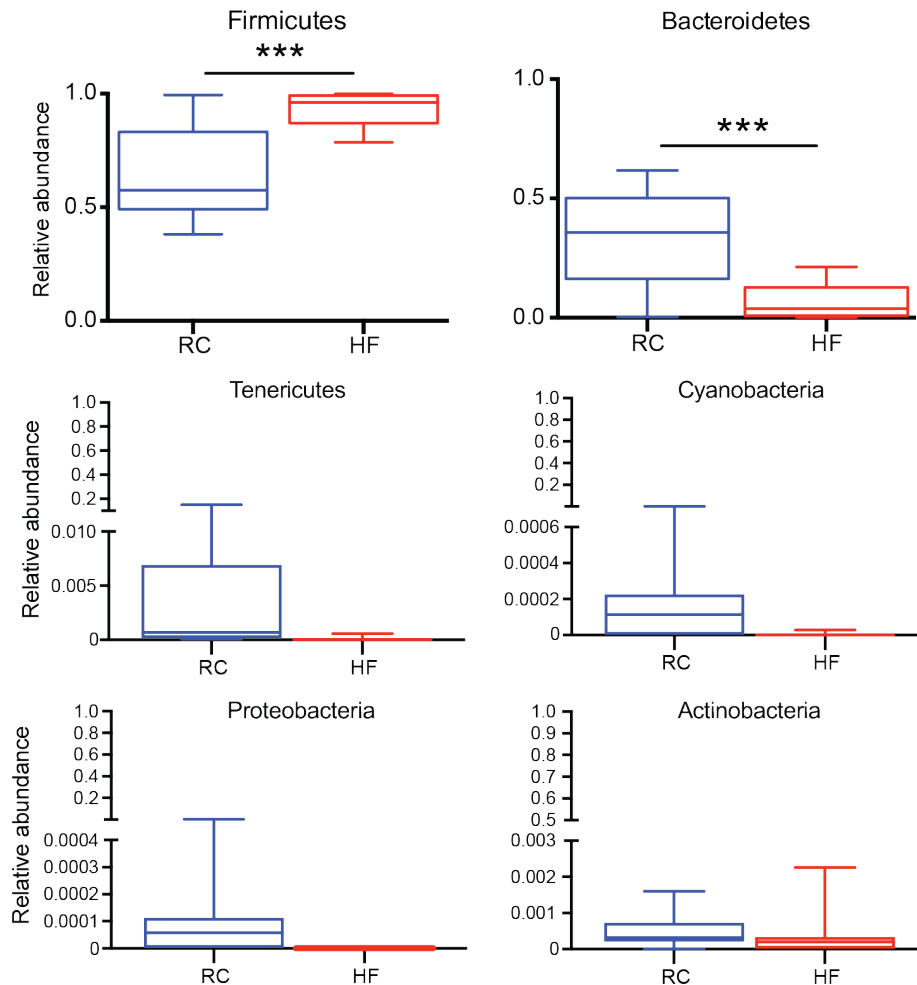 Firmicutes
Bacteroidetes
***
***
Relative abundance
1.0
0.5
0.0
RC
HF
1.0
0.5
0.0
RC
HF
Tenericutes
Cyanobacteria
Relative abundance
1.0
0.8
0.6
0.4
0.2
0.010
0.005
0
RC
HF
1.0
0.8
0.6
0.4
0.2
0.0006
0.0004
0.0002
0
RC
HF
Proteobacteria
Actinobacteria
Relative abundance
1.0
0.8
0.6
0.4
0.2
0.0004
0.0003
0.0002
0.0001
0
RC
HF
1.0
0.9
0.8
0.7
0.6
0.5
0.003
0.002
0.001
0
RC
HF